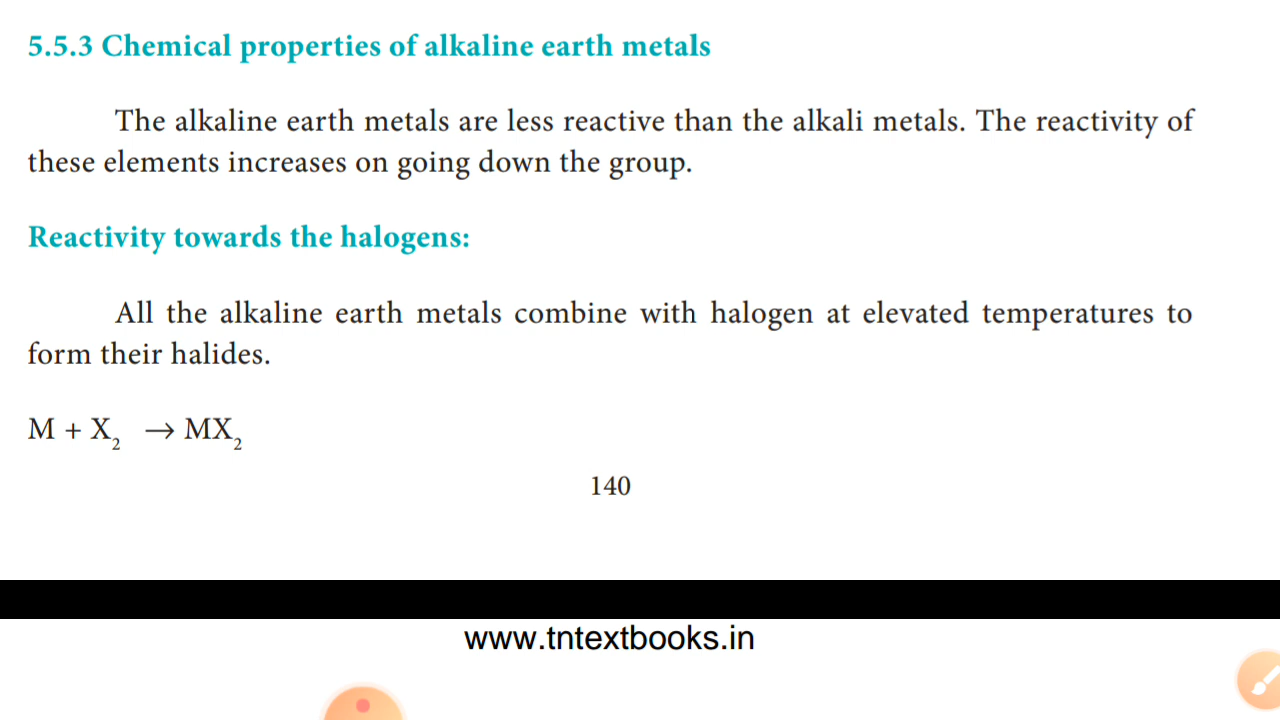 5.5.3 Chemical properties of alkaline earth metals
The alkaline earth metals are less reactive than the alkali metals. The reactivity of
these elements increases on going down the group.
Reactivity towards the halogens:
All the alkaline earth metals combine with halogen at elevated temperatures to
form their halides.
M + X₂ → MX₂
140
www.tntextbooks.in